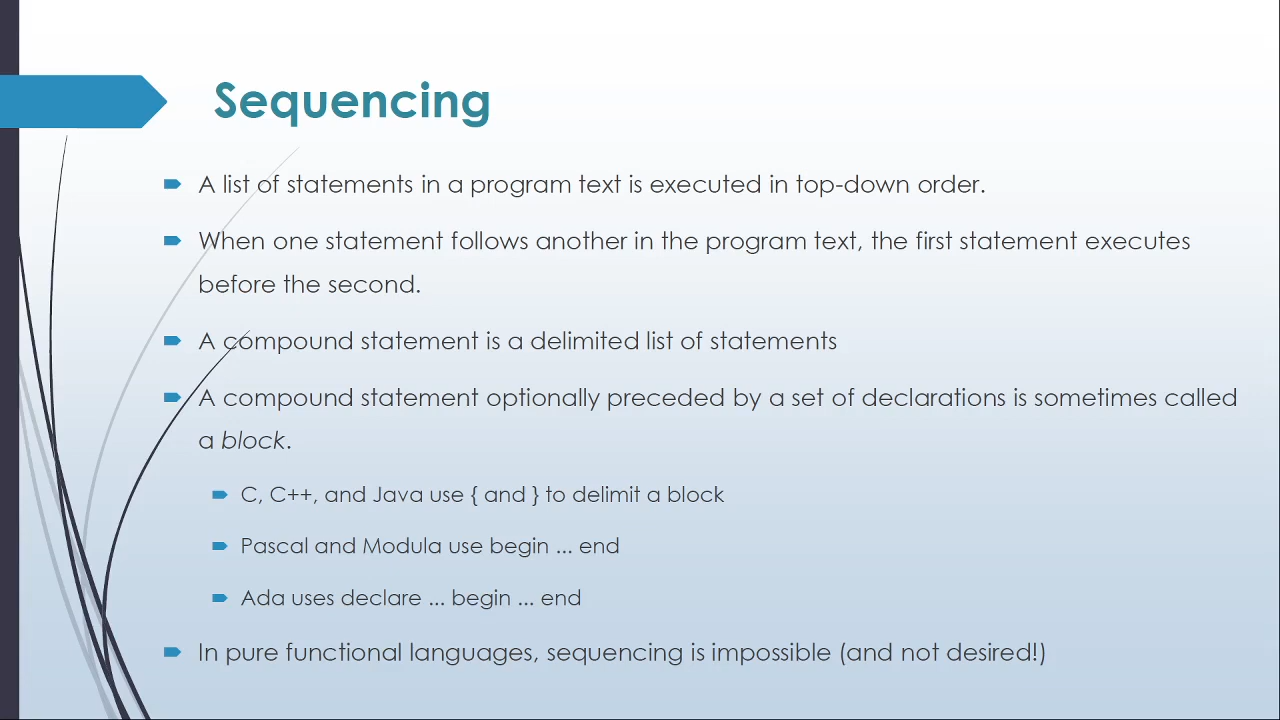 Sequencing
A list of statements in a program text is executed in top-down order.
When one statement follows another in the program text, the first statement executes
before the second.
A compound statement is a delimited list of statements
A compound statement optionally preceded by a set of declarations is sometimes called
a block.
C, C++, and Java use { and } to delimit a block
Pascal and Modula use begin ... end
Ada uses declare ... begin ... end
In pure functional languages, sequencing is impossible (and not desired!)